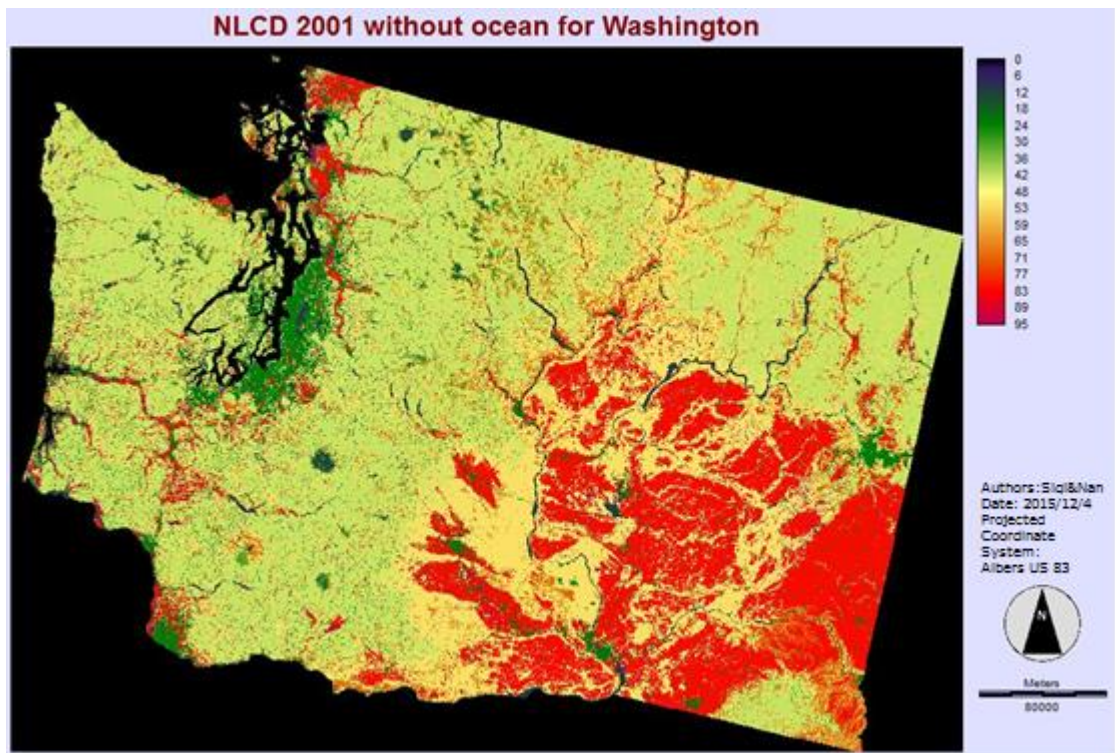 NLCD 2001 without ocean for Washington
0
6
12
18
24
30
36
42
48
53
59
65
71
77
83
89
95
Authors:Siqi&Nan
Date: 2015/12/4
Projected
Coordinate
System:
Albers US 83
N
Meters
80000